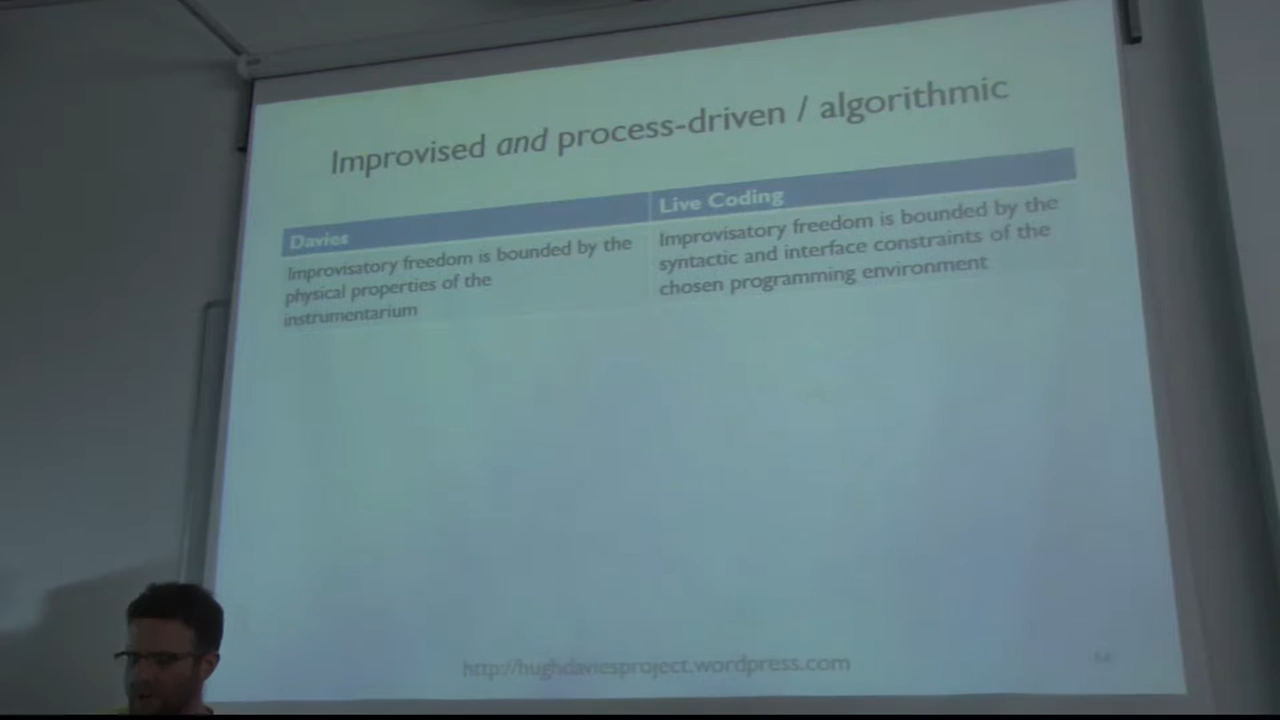 Improvised and process-driven / algorithmic
Davies
Improvisatory freedom is bounded by the
physical properties of the
instrumentarium
Live Coding
Improvisatory freedom is bounded by the
syntactic and interface constraints of the
chosen programming environment
http://hughdaviesproject.wordpress.com